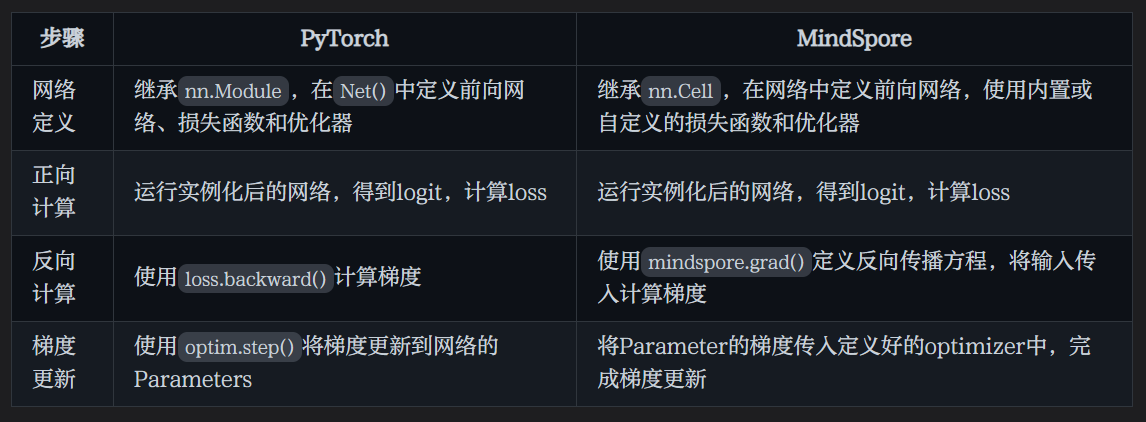 步骤 PyTorch MindSpore
网络 继承nn.Module，在Net()中定义前向网 继承nn.Cell，在网络中定义前向网络，使用内置或
定义 络、损失函数和优化器 自定义的损失函数和优化器
正向
计算 运行实例化后的网络，得到logit，计算loss 运行实例化后的网络，得到logit，计算loss
反向 使用loss.backward()计算梯度 使用mindspore.grad()定义反向传播方程，将输入传
计算 入计算梯度
梯度 使用optim.step()将梯度更新到网络的 将Parameter的梯度传入定义好的optimizer中，完
更新 Parameters 成梯度更新